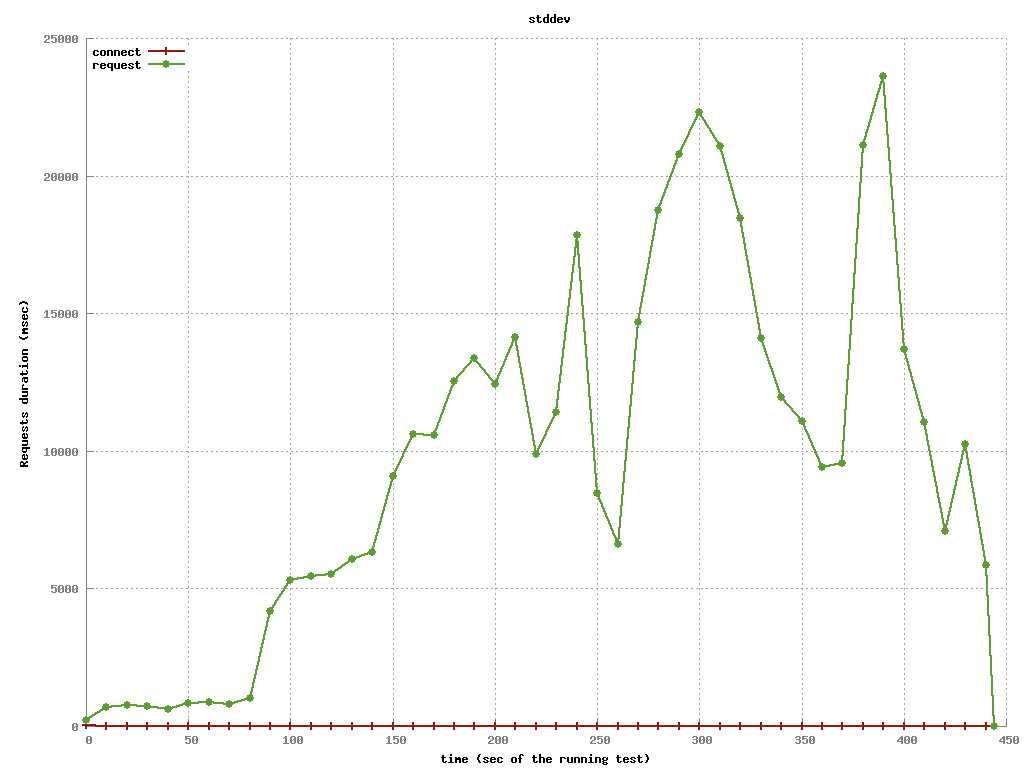 stddev
25000
connect
request
20000
15000
Requests duration (msec)
10000
5000
0
0 50 100 150 200 250 300 350 400 450
time (sec of the running test)